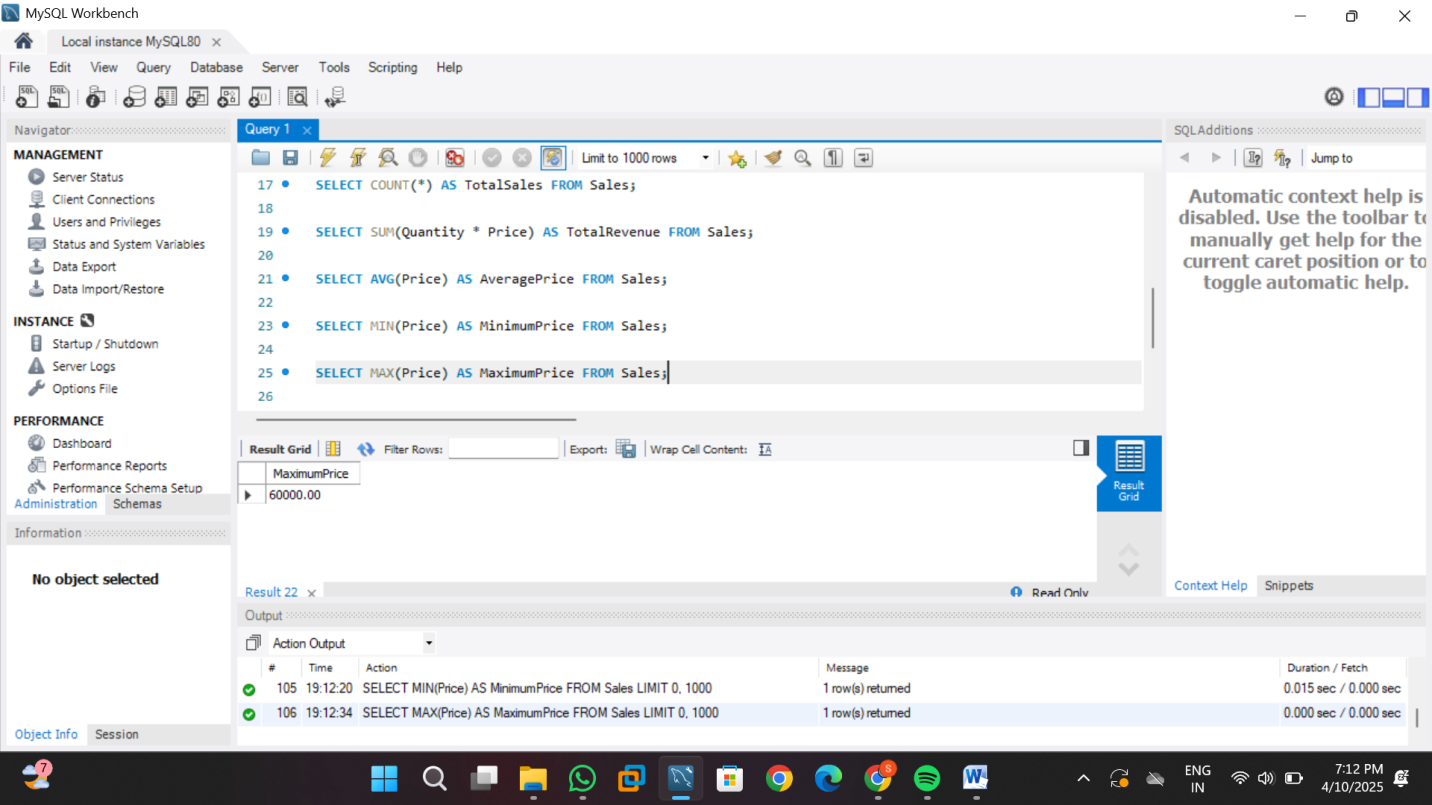 MySQL Workbench
Local instance MySQL80
File Edit View Query Database Server Tools Scripting Help
Navigator
MANAGEMENT
Server Status
Client Connections
Users and Privileges
Status and System Variables
Data Export
Data Import/Restore
INSTANCE
Startup / Shutdown
Server Logs
Options File
PERFORMANCE
Dashboard
Performance Reports
Performance Schema Setup
Administration Schemas
Information
No object selected
Object Info Session
Query 1
Limit to 1000 rows
17 SELECT COUNT(*) AS TotalSales FROM Sales;
18
19 SELECT SUM(Quantity * Price) AS TotalRevenue FROM Sales;
20
21 SELECT AVG(Price) AS AveragePrice FROM Sales;
22
23 SELECT MIN(Price) AS MinimumPrice FROM Sales;
24
25 SELECT MAX(Price) AS MaximumPrice FROM Sales;
26
Result Grid Filter Rows: Export: Wrap Cell Content:
MaximumPrice
60000.00
Result
Grid
Result 22 Read Only
SQLAdditions
Jump to
Automatic context help is
disabled. Use the toolbar to
manually get help for the
current caret position or to
toggle automatic help.
Context Help Snippets
Output
Action Output
# Time Action Message Duration / Fetch
105 19:12:20 SELECT MIN(Price) AS MinimumPrice FROM Sales LIMIT 0, 1000 1 row(s) returned 0.015 sec / 0.000 sec
106 19:12:34 SELECT MAX(Price) AS MaximumPrice FROM Sales LIMIT 0, 1000 1 row(s) returned 0.000 sec / 0.000 sec
7
S
ENG
IN
7:12 PM
4/10/2025